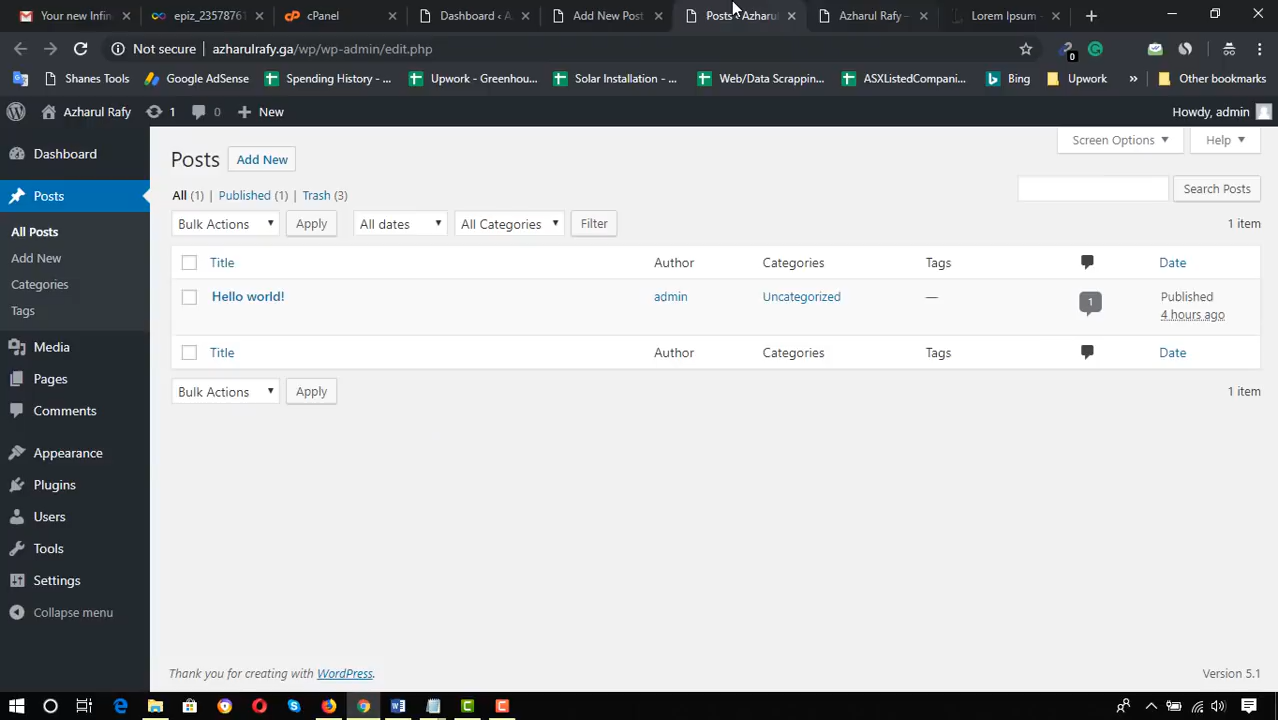 Your new Infini
epiz_23578761
cPanel
Dashboard ‹ A
Add New Post
Posts ‹ Azharul
Azharul Rafy –
Lorem Ipsum -
Not secure | azharulrafy.ga/wp/wp-admin/edit.php
0
Shanes Tools
Google AdSense
Spending History - ...
Upwork - Greenhou...
Solar Installation - ...
Web/Data Scrappin...
ASXListedCompani...
Bing
Upwork
»
Other bookmarks
Azharul Rafy
1
0
New
Howdy, admin
Dashboard
Posts
All Posts
Add New
Categories
Tags
Media
Pages
Comments
Appearance
Plugins
Users
Tools
Settings
Collapse menu
Screen Options
Help
Posts
Add New
All (1) | Published (1) | Trash (3)
Search Posts
Bulk Actions
Apply
All dates
All Categories
Filter
1 item
Title
Author
Categories
Tags
Date
Hello world!
admin
Uncategorized
—
1
Published
4 hours ago
Title
Author
Categories
Tags
Date
Bulk Actions
Apply
1 item
Thank you for creating with WordPress.
Version 5.1